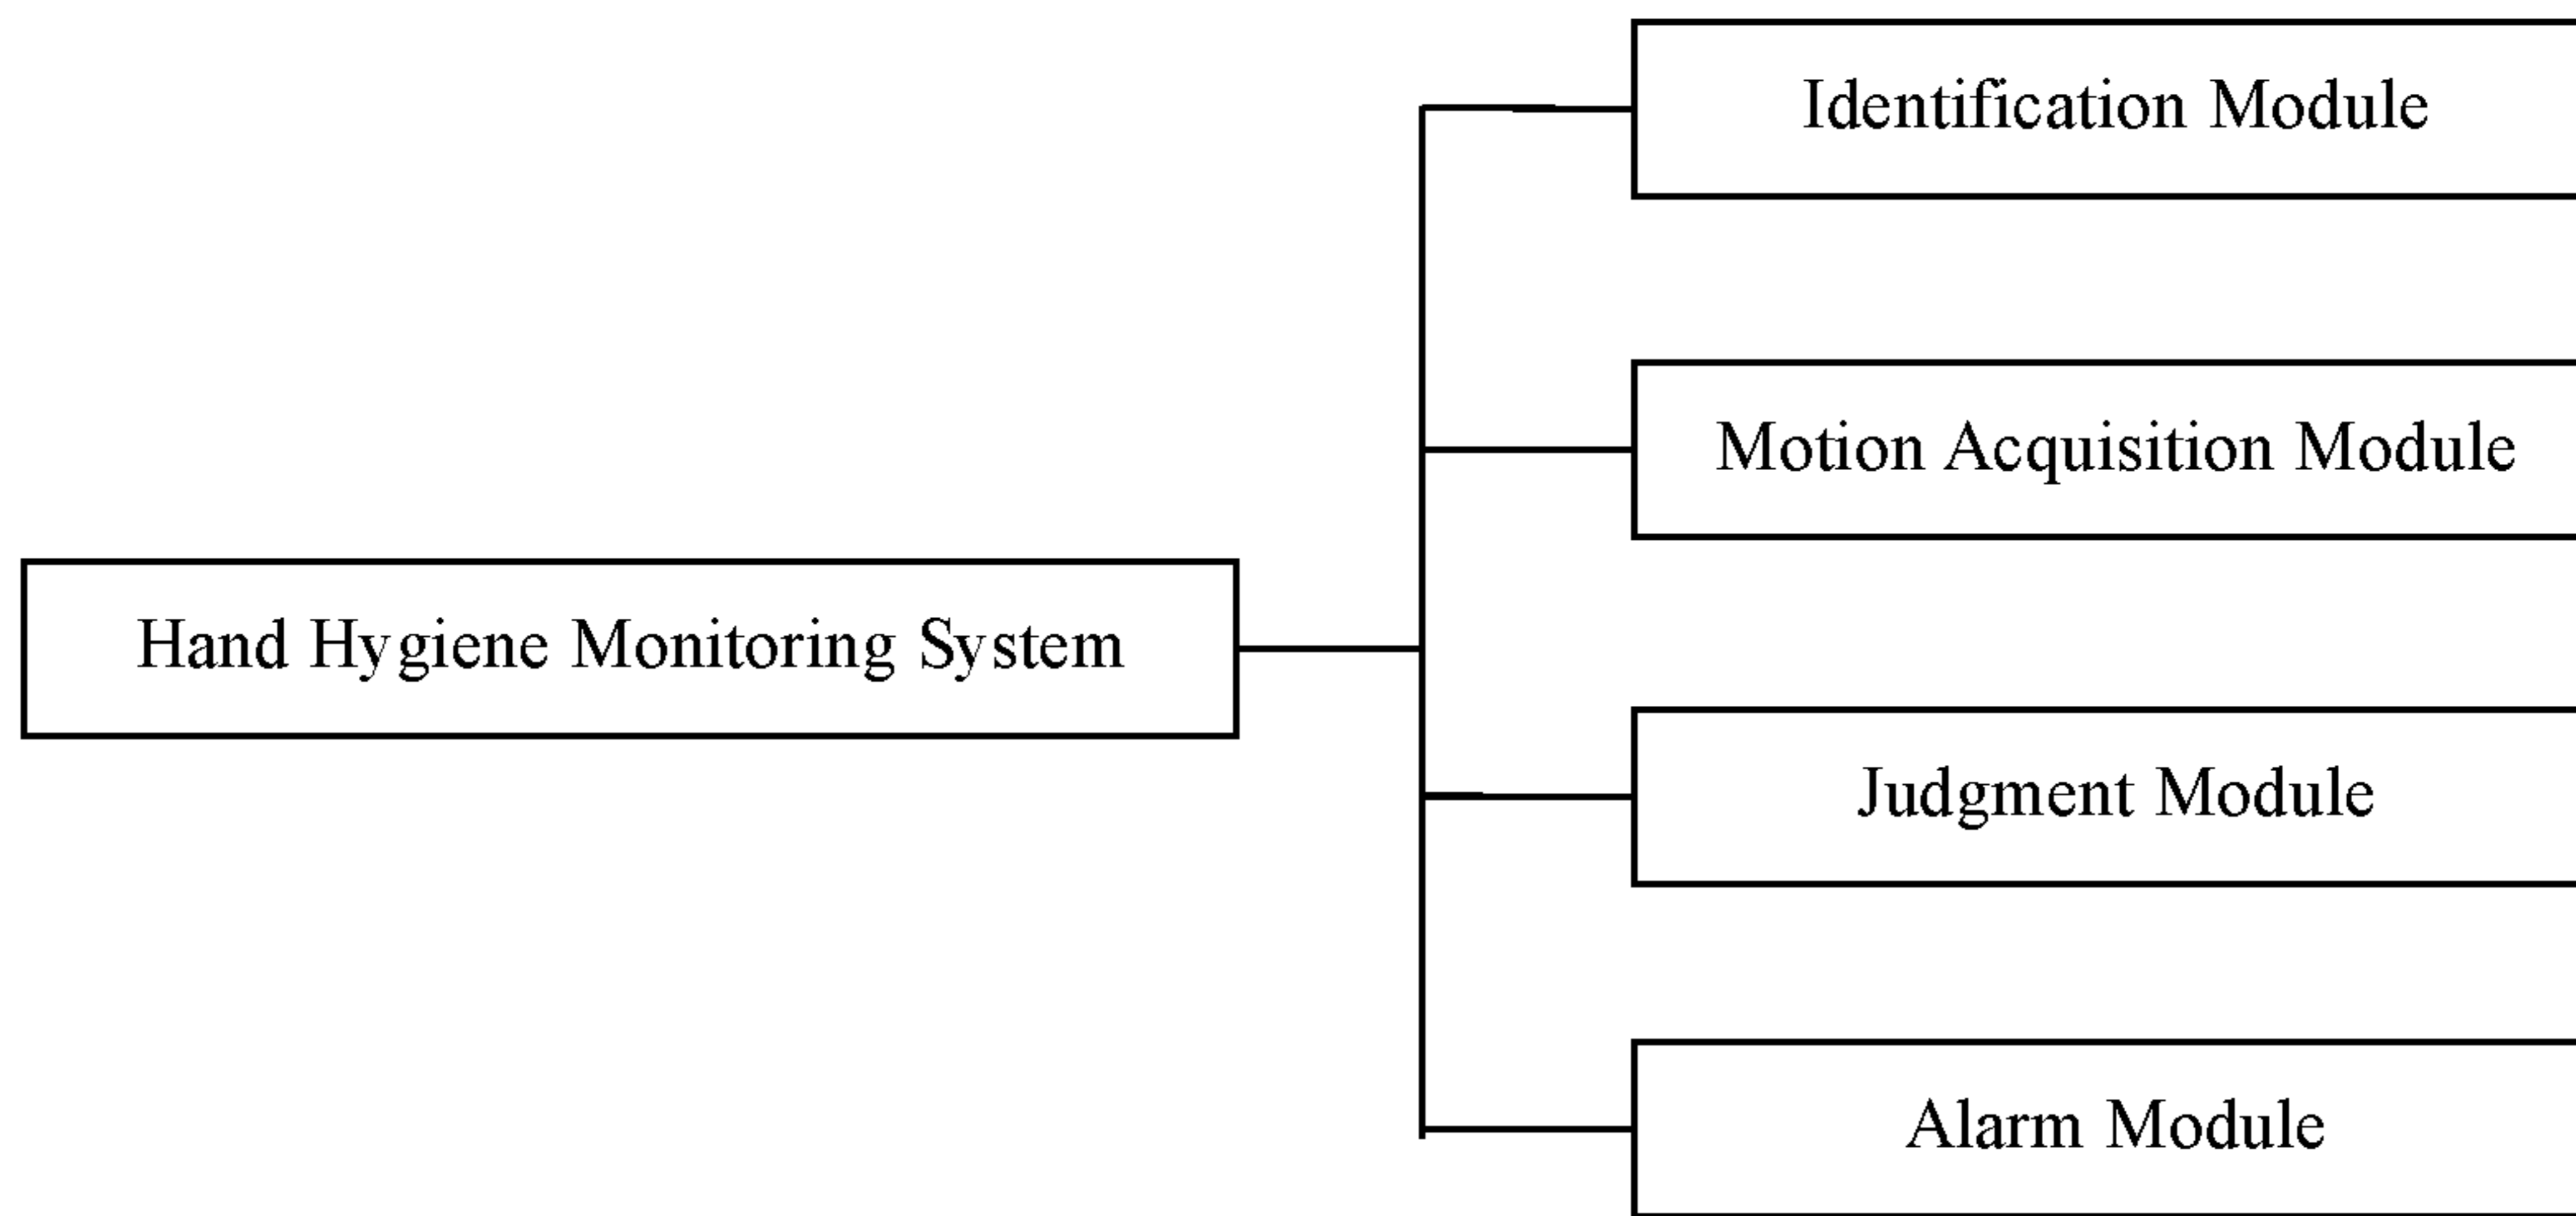 Identification Module
Motion Acquisition Module
Hand Hygiene Monitoring System
Judgment Module
Alarm Module